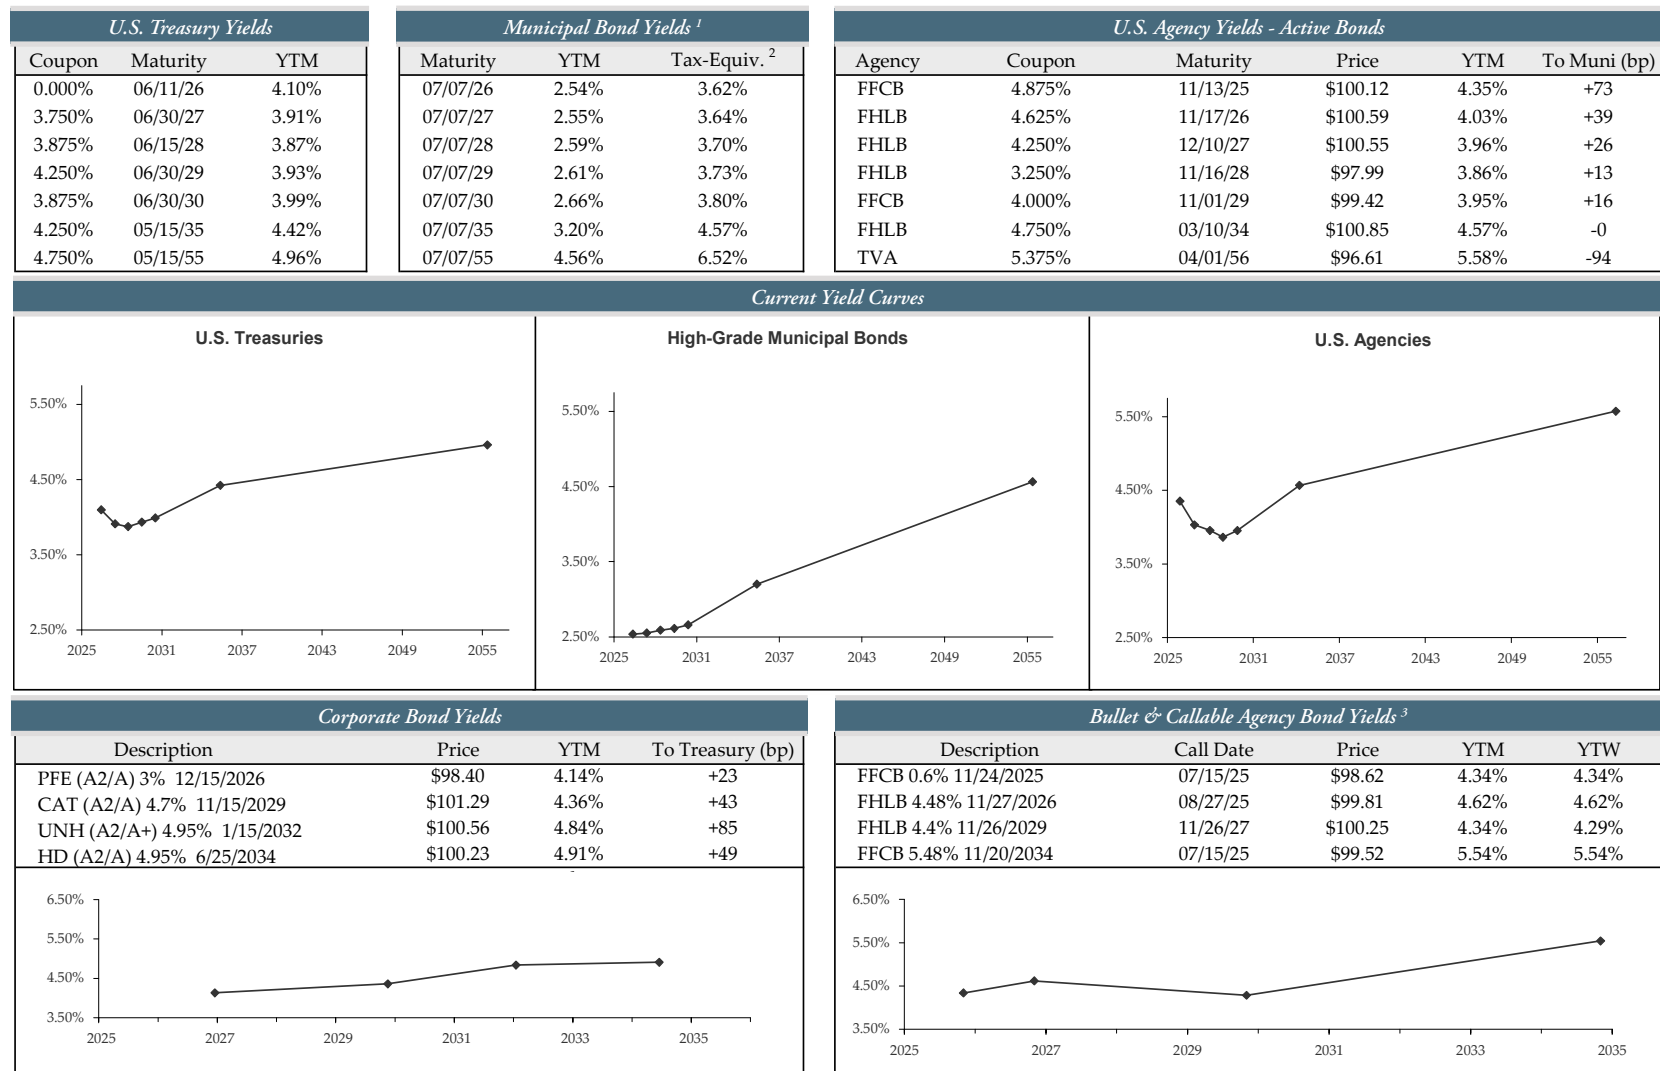 U.S. Treasury Yields
Coupon Maturity YTM
0.000% 06/11/26 4.10%
3.750% 06/30/27 3.91%
3.875% 06/15/28 3.87%
4.250% 06/30/29 3.93%
3.875% 06/30/30 3.99%
4.250% 05/15/35 4.42%
4.750% 05/15/55 4.96%
Municipal Bond Yields ¹
Maturity YTM Tax-Equiv. ²
07/07/26 2.54% 3.62%
07/07/27 2.55% 3.64%
07/07/28 2.59% 3.70%
07/07/29 2.61% 3.73%
07/07/30 2.66% 3.80%
07/07/35 3.20% 4.57%
07/07/55 4.56% 6.52%
U.S. Agency Yields - Active Bonds
Agency Coupon Maturity Price YTM To Muni (bp)
FFCB 4.875% 11/13/25 $100.12 4.35% +73
FHLB 4.625% 11/17/26 $100.59 4.03% +39
FHLB 4.250% 12/10/27 $100.55 3.96% +26
FHLB 3.250% 11/16/28 $97.99 3.86% +13
FFCB 4.000% 11/01/29 $99.42 3.95% +16
FHLB 4.750% 03/10/34 $100.85 4.57% -0
TVA 5.375% 04/01/56 $96.61 5.58% -94
Current Yield Curves
U.S. Treasuries
5.50%
4.50%
3.50%
2.50%
2025 2031 2037 2043 2049 2055
High-Grade Municipal Bonds
5.50%
4.50%
3.50%
2.50%
2025 2031 2037 2043 2049 2055
U.S. Agencies
5.50%
4.50%
3.50%
2.50%
2025 2031 2037 2043 2049 2055
Corporate Bond Yields
Description Price YTM To Treasury (bp)
PFE (A2/A) 3% 12/15/2026 $98.40 4.14% +23
CAT (A2/A) 4.7% 11/15/2029 $101.29 4.36% +43
UNH (A2/A+) 4.95% 1/15/2032 $100.56 4.84% +85
HD (A2/A) 4.95% 6/25/2034 $100.23 4.91% +49
6.50%
5.50%
4.50%
3.50%
2025 2027 2029 2031 2033 2035
Bullet & Callable Agency Bond Yields ³
Description Call Date Price YTM YTW
FFCB 0.6% 11/24/2025 07/15/25 $98.62 4.34% 4.34%
FHLB 4.48% 11/27/2026 08/27/25 $99.81 4.62% 4.62%
FHLB 4.4% 11/26/2029 11/26/27 $100.25 4.34% 4.29%
FFCB 5.48% 11/20/2034 07/15/25 $99.52 5.54% 5.54%
6.50%
5.50%
4.50%
3.50%
2025 2027 2029 2031 2033 2035